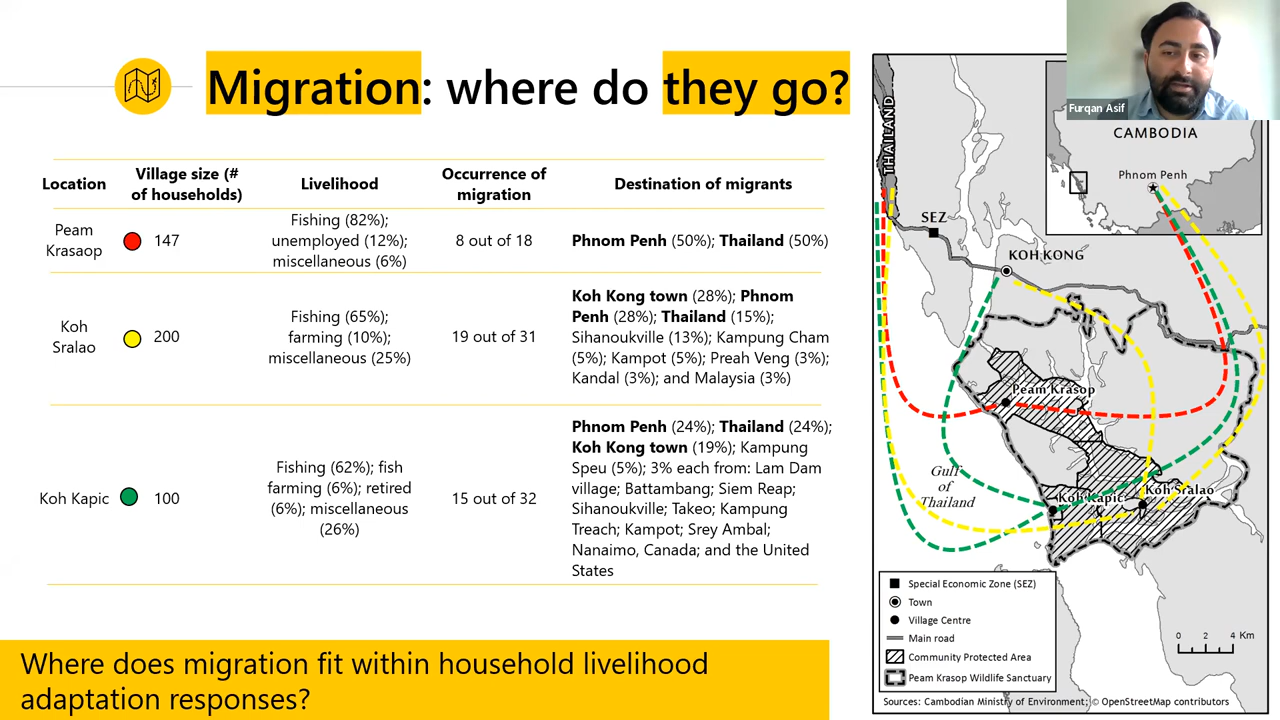 Migration: where do they go?
Location
Village size (#
of households)
Livelihood
Occurrence of
migration
Destination of migrants
Peam
Krasaop
147
Fishing (82%);
unemployed (12%);
miscellaneous (6%)
8 out of 18
Phnom Penh (50%); Thailand (50%)
Koh
Sralao
200
Fishing (65%);
farming (10%);
miscellaneous (25%)
19 out of 31
Koh Kong town (28%); Phnom
Penh (28%); Thailand (15%);
Sihanoukville (13%); Kampung Cham
(5%); Kampot (5%); Preah Veng (3%);
Kandal (3%); and Malaysia (3%)
Koh Kapic
100
Fishing (62%); fish
farming (6%); retired
(6%); miscellaneous
(26%)
15 out of 32
Phnom Penh (24%); Thailand (24%);
Koh Kong town (19%); Kampung
Speu (5%); 3% each from: Lam Dam
village; Battambang; Siem Reap;
Sihanoukville; Takeo; Kampung
Treach; Kampot; Srey Ambal;
Nanaimo, Canada; and the United
States
Where does migration fit within household livelihood
adaptation responses?
Furqan Asif
THAILAND
CAMBODIA
Phnom Penh
SEZ
KOH KONG
Peam Krasop
Gulf
of
Thailand
Koh Kapic
Koh Sralao
Special Economic Zone (SEZ)
Town
Village Centre
Main road
Community Protected Area
Peam Krasop Wildlife Sanctuary
0 2 4 Km
Sources: Cambodian Ministry of Environment; © OpenStreetMap contributors